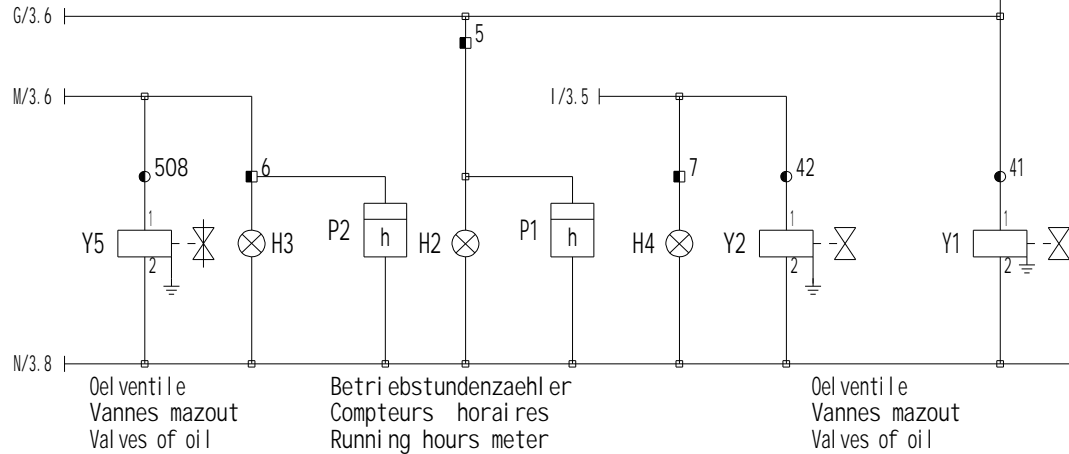 G/3.6
5
M/3.6
I/3.5
508
6
7
42
41
1
1
1
Y5
H3
P2
h
H2
P1
h
H4
Y2
Y1
2
2
2
N/3.8
Oelventile
Vannes mazout
Valves of oil
Betriebstundenzaehler
Compteurs horaires
Running hours meter
Oelventile
Vannes mazout
Valves of oil